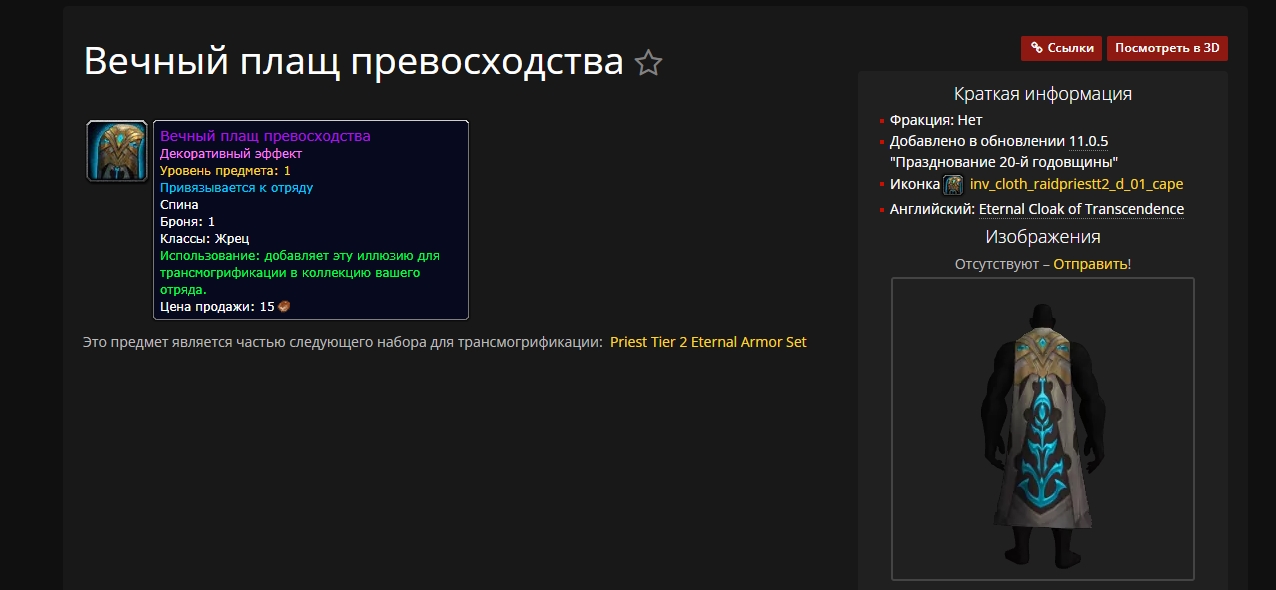 Вечный плащ превосходства
Ссылки
Посмотреть в 3D
Вечный плащ превосходства
Декоративный эффект
Уровень предмета: 1
Привязывается к отряду
Спина
Броня: 1
Классы: Жрец
Использование: добавляет эту иллюзию для
трансмогрификации в коллекцию вашего
отряда.
Цена продажи: 15
Это предмет является частью следующего набора для трансмогрификации: Priest Tier 2 Eternal Armor Set
Краткая информация
Фракция: Нет
Добавлено в обновлении 11.0.5
"Празднование 20-й годовщины"
Иконка inv_cloth_raidpriestt2_d_01_cape
Английский: Eternal Cloak of Transcendence
Изображения
Отсутствуют – Отправить!